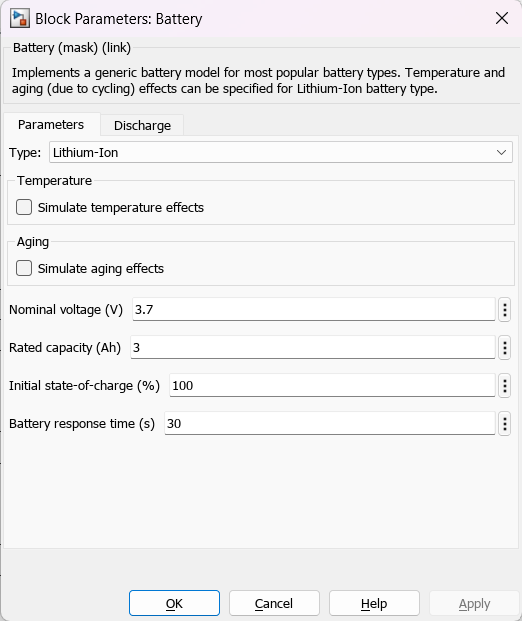 Block Parameters: Battery
Battery (mask) (link)
Implements a generic battery model for most popular battery types. Temperature and
aging (due to cycling) effects can be specified for Lithium-Ion battery type.
Parameters Discharge
Type: Lithium-Ion
Temperature
Simulate temperature effects
Aging
Simulate aging effects
Nominal voltage (V) 3.7
Rated capacity (Ah) 3
Initial state-of-charge (%) 100
Battery response time (s) 30
OK Cancel Help Apply